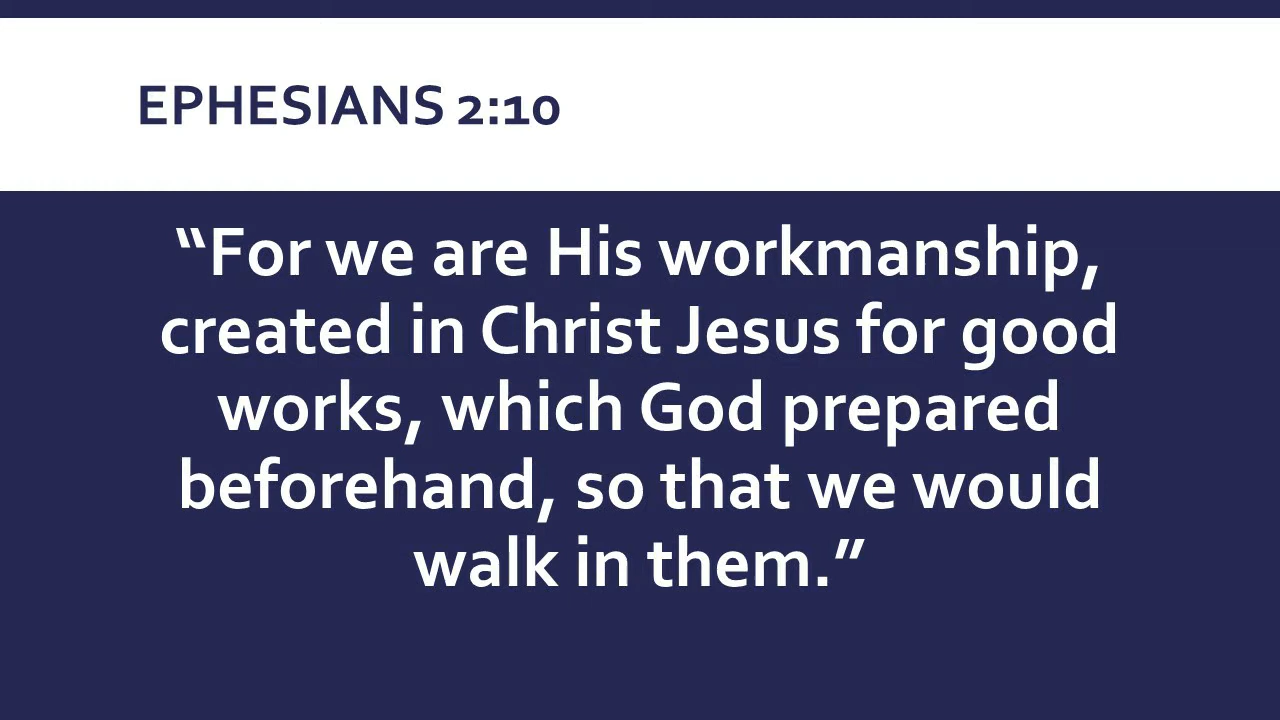 EPHESIANS 2:10
“For we are His workmanship,
created in Christ Jesus for good
works, which God prepared
beforehand, so that we would
walk in them.”